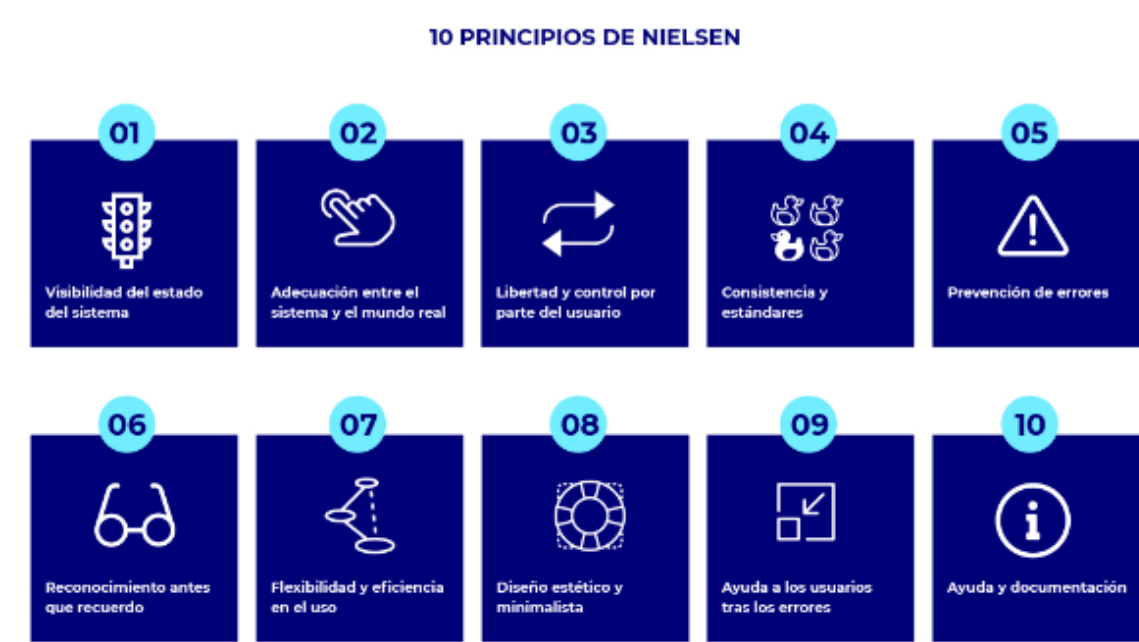 10 PRINCIPIOS DE NIELSEN
01
Visibilidad del estado
del sistema
02
Adecuación entre el
sistema y el mundo real
03
Libertad y control por
parte del usuario
04
Consistencia y
estándares
05
Prevención de errores
06
Reconocimiento antes
que recuerdo
07
Flexibilidad y eficiencia
en el uso
08
Diseño estético y
minimalista
09
Ayuda a los usuarios
tras los errores
10
Ayuda y documentación